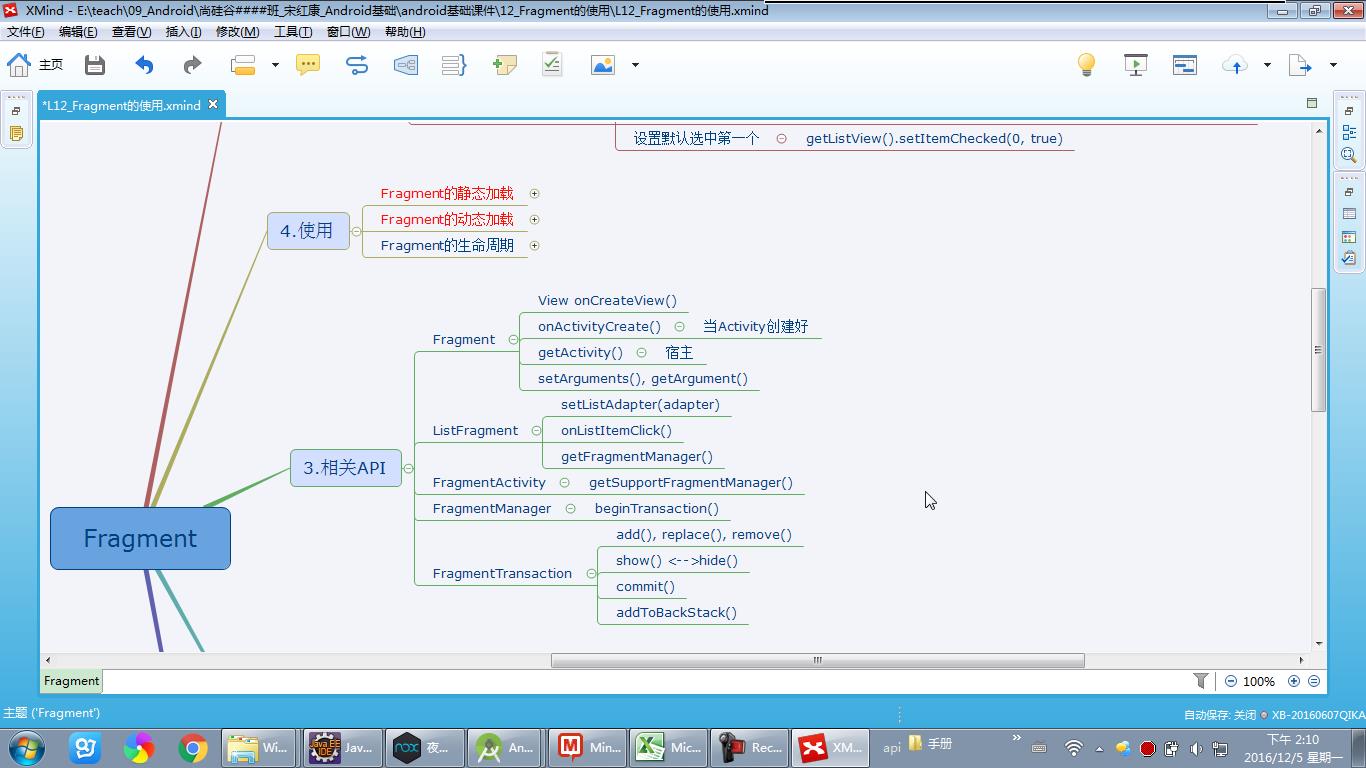 XMind - E:\teach\09_Android\尚硅谷####班_宋红康_Android基础\android基础课件\12_Fragment的使用\L12_Fragment的使用.xmind
文件(F) 编辑(E) 查看(V) 插入(I) 修改(M) 工具(T) 窗口(W) 帮助(H)
主页
*L12_Fragment的使用.xmind
设置默认选中第一个 getListView().setItemChecked(0, true)
4.使用
Fragment的静态加载
Fragment的动态加载
Fragment的生命周期
3.相关API
Fragment
View onCreateView()
onActivityCreate() 当Activity创建好
getActivity() 宿主
setArguments(), getArgument()
ListFragment
setListAdapter(adapter)
onListItemClick()
getFragmentManager()
FragmentActivity getSupportFragmentManager()
FragmentManager beginTransaction()
FragmentTransaction
add(), replace(), remove()
show() <-->hide()
commit()
addToBackStack()
Fragment
Fragment
100%
主题 ('Fragment')
自动保存: 关闭 XB-20160607QIKA
Wi... Jav... 夜... An... Min... Mic... Rec... XM... api 手册
下午 2:10
2016/12/5 星期一